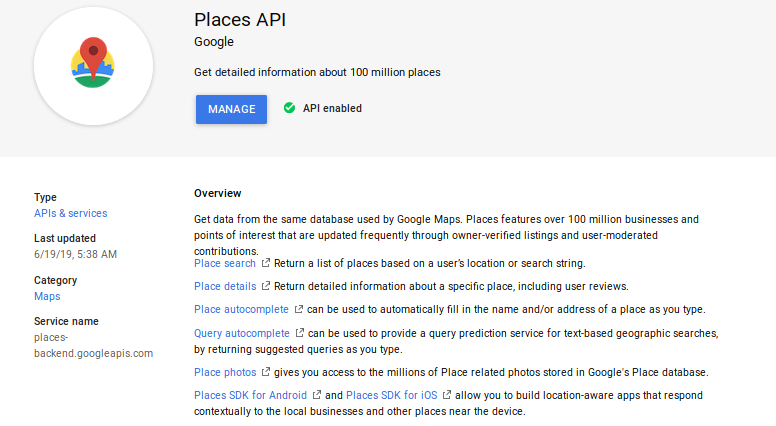 Places API
Google
Get detailed information about 100 million places
MANAGE
API enabled
Type
APIs & services
Last updated
6/19/19, 5:38 AM
Category
Maps
Service name
places-
backend.googleapis.com
Overview
Get data from the same database used by Google Maps. Places features over 100 million businesses and
points of interest that are updated frequently through owner-verified listings and user-moderated
contributions.
Place search Return a list of places based on a user's location or search string.
Place details Return detailed information about a specific place, including user reviews.
Place autocomplete can be used to automatically fill in the name and/or address of a place as you type.
Query autocomplete can be used to provide a query prediction service for text-based geographic searches,
by returning suggested queries as you type.
Place photos gives you access to the millions of Place related photos stored in Google's Place database.
Places SDK for Android and Places SDK for iOS allow you to build location-aware apps that respond
contextually to the local businesses and other places near the device.